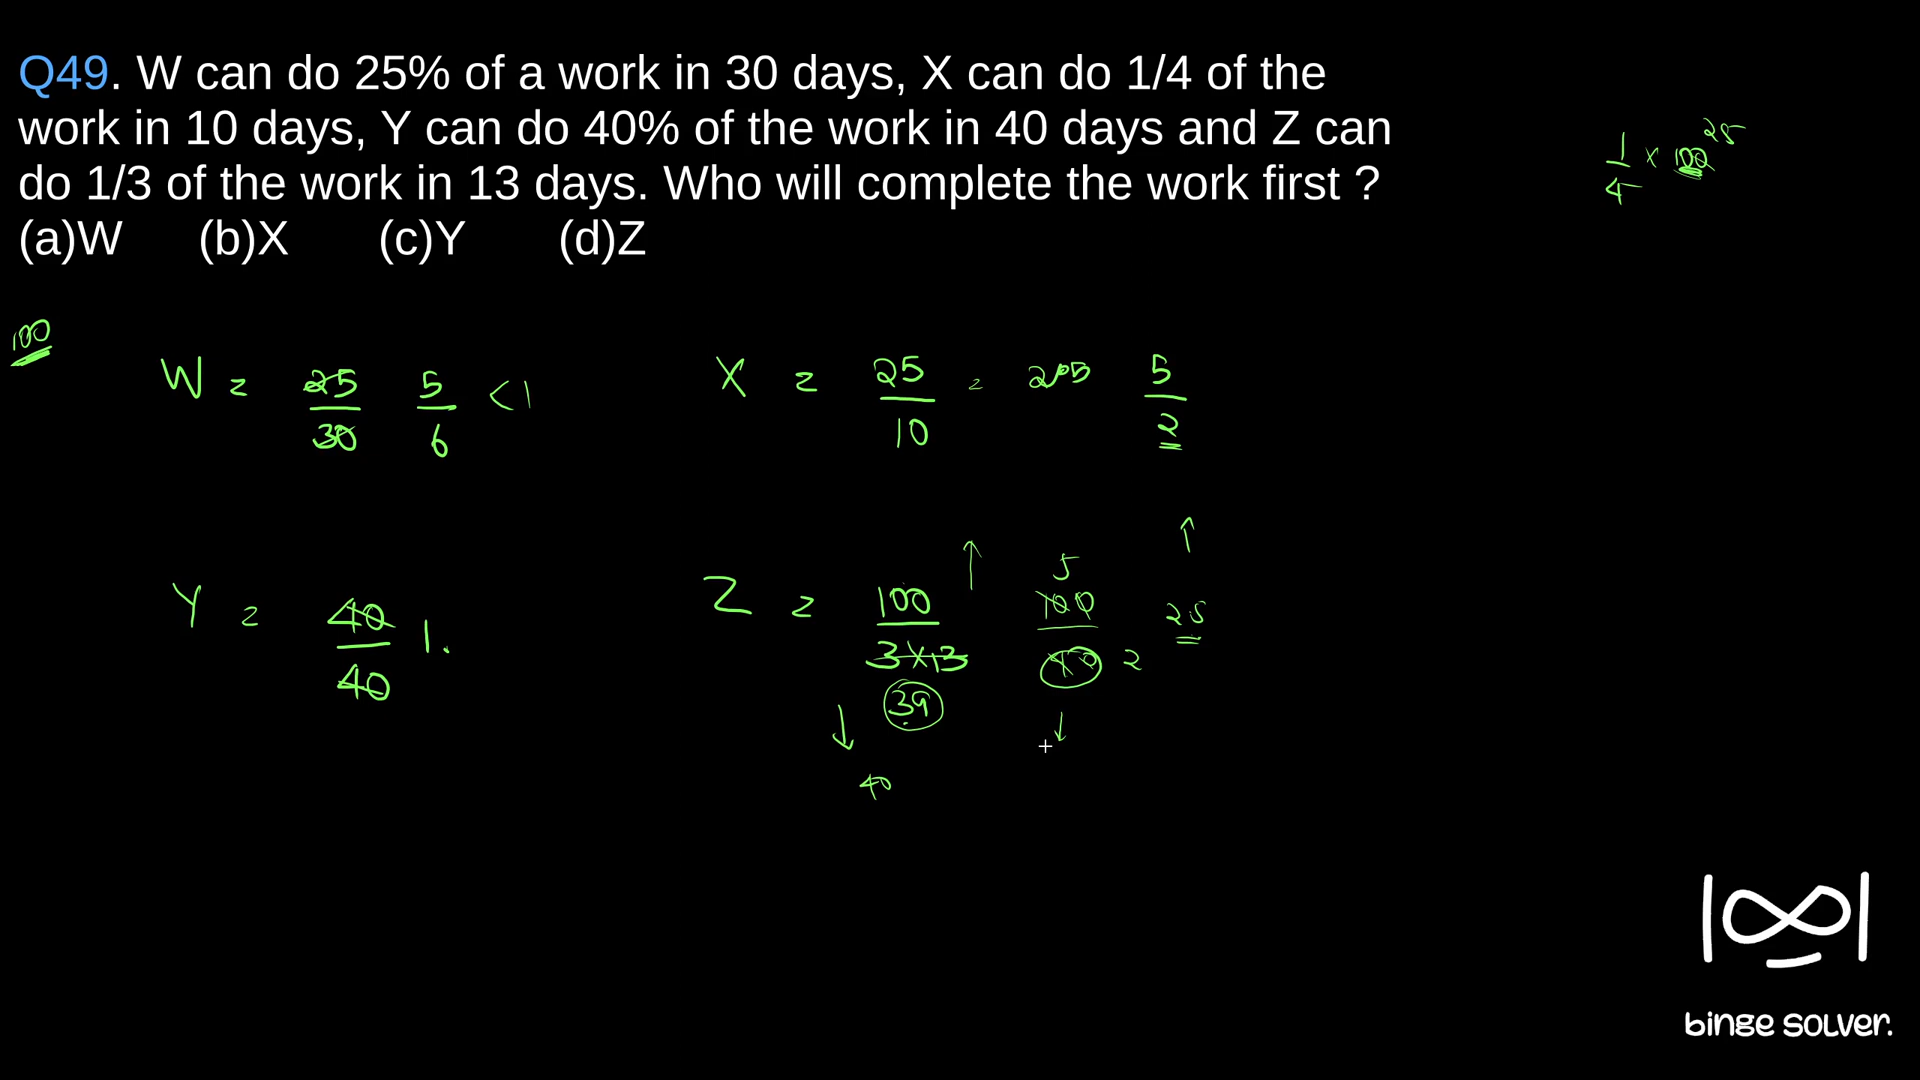 Q49. W can do 25% of a work in 30 days, X can do 1/4 of the
work in 10 days, Y can do 40% of the work in 40 days and Z can
do 1/3 of the work in 13 days. Who will complete the work first ?
(a)W (b)X (c)Y (d)Z
1/4 × 100 25
100
W = 25/30 5/6 <1
X = 25/10 = 5/2
Y = 40/40 1.
Z = 100/3×13 5 100/40 2 25
39
40
binge solver.